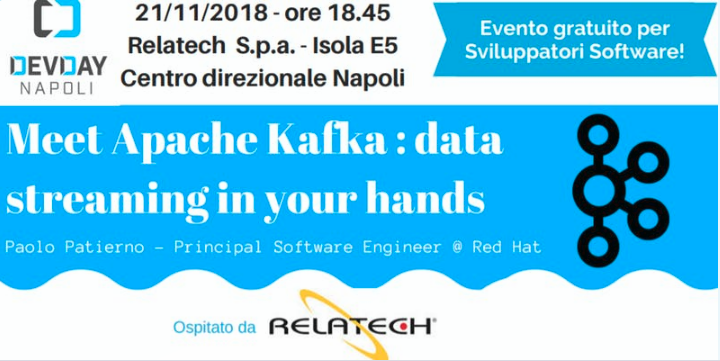 DEVDAY
NAPOLI
21/11/2018 - ore 18.45
Relatech S.p.a. - Isola E5
Centro direzionale Napoli
Evento gratuito per
Sviluppatori Software!
Meet Apache Kafka : data
streaming in your hands
Paolo Patierno - Principal Software Engineer @ Red Hat
Ospitato da RELATECH